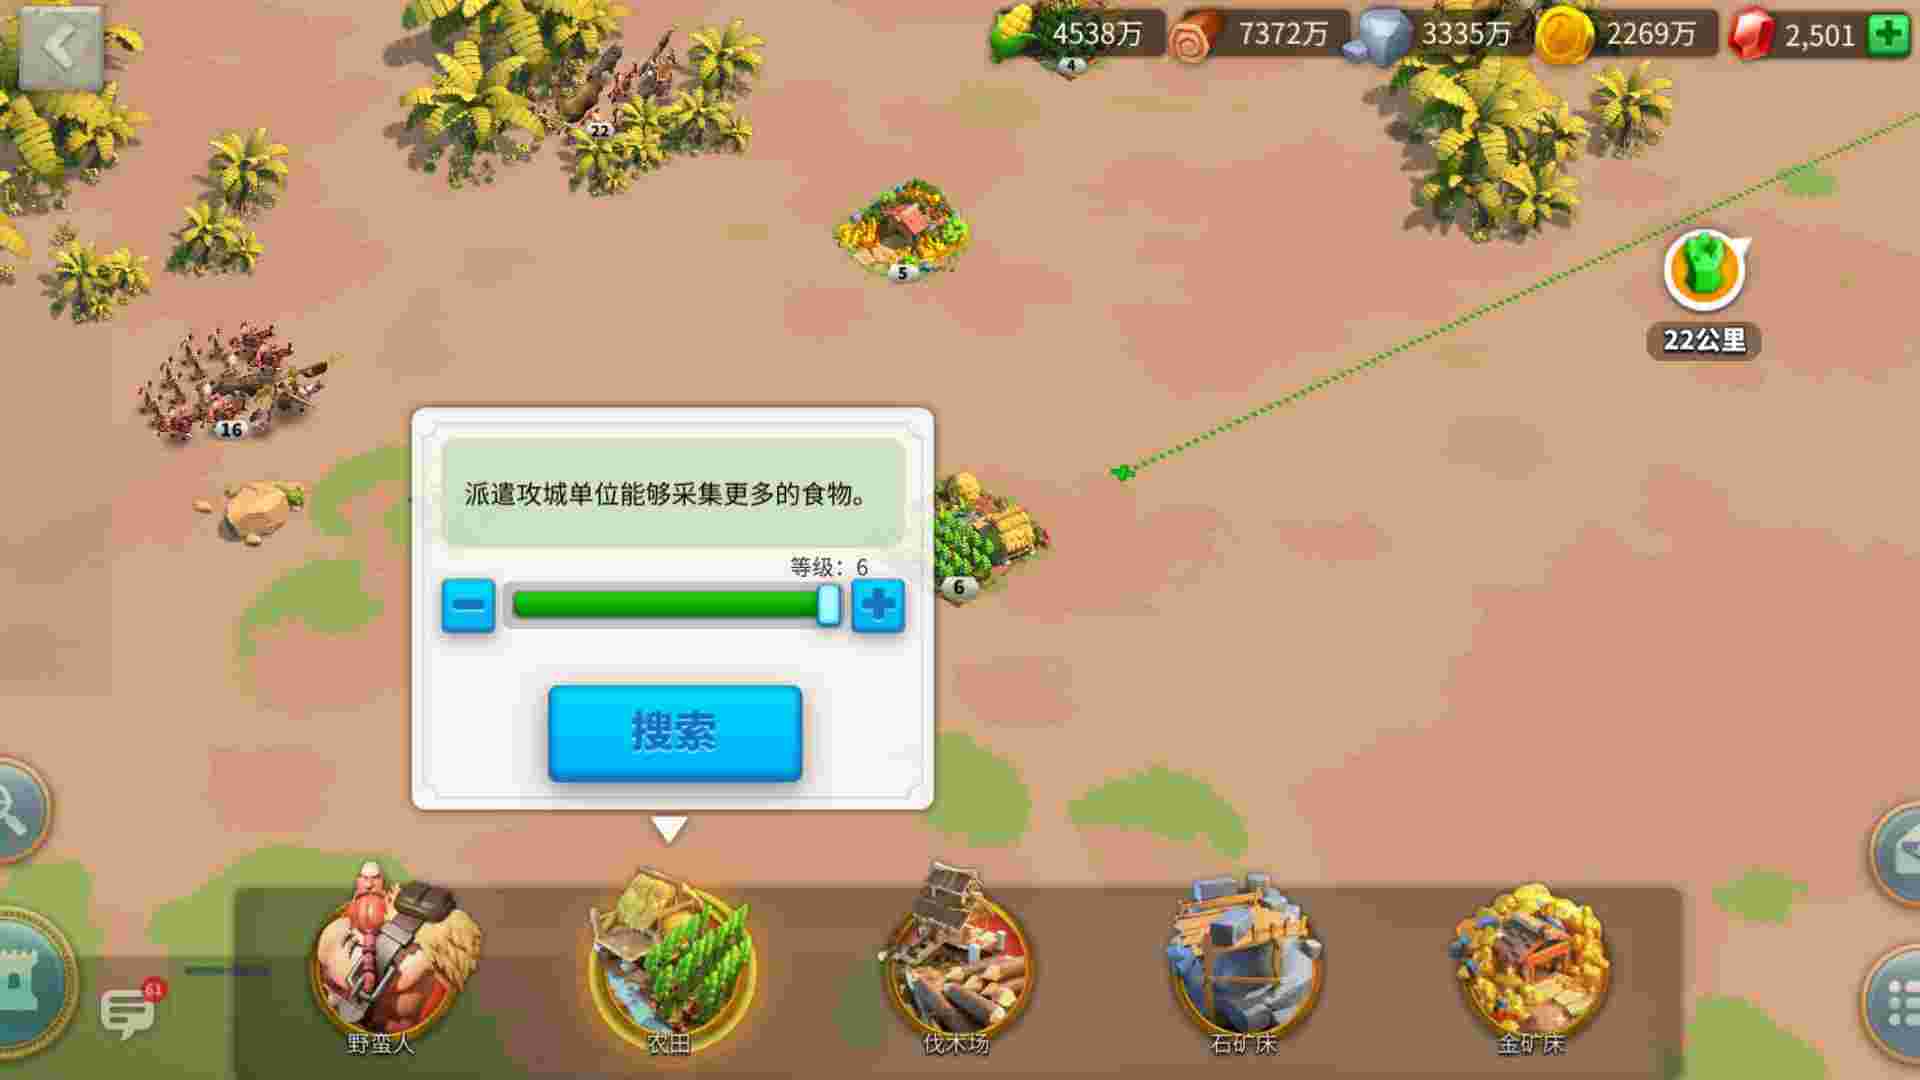 4538万
7372万
3335万
2269万
2,501
4
22
5
22公里
16
派遣攻城单位能够采集更多的食物。
等级：6
6
搜索
61
野蛮人
农田
伐木场
石矿床
金矿床